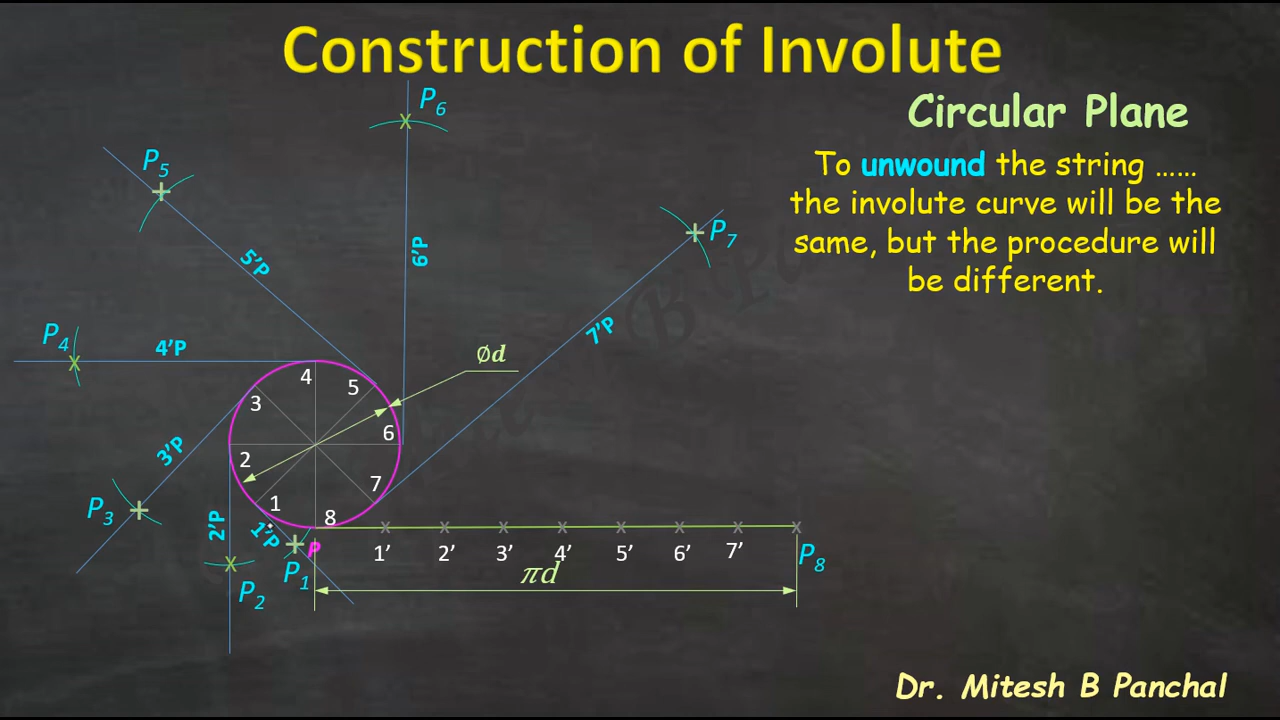 Construction of Involute
Circular Plane
To unwound the string ......
the involute curve will be the
same, but the procedure will
be different.
P6
P5
6'P
P7
5'P
7'P
P4
4'P
Ød
4
5
3
6
3'P
2
7
1
8
P3
2'P
1'P
P
P1
P2
1' 2' 3' 4' 5' 6' 7'
P8
πd
Dr. Mitesh B Panchal